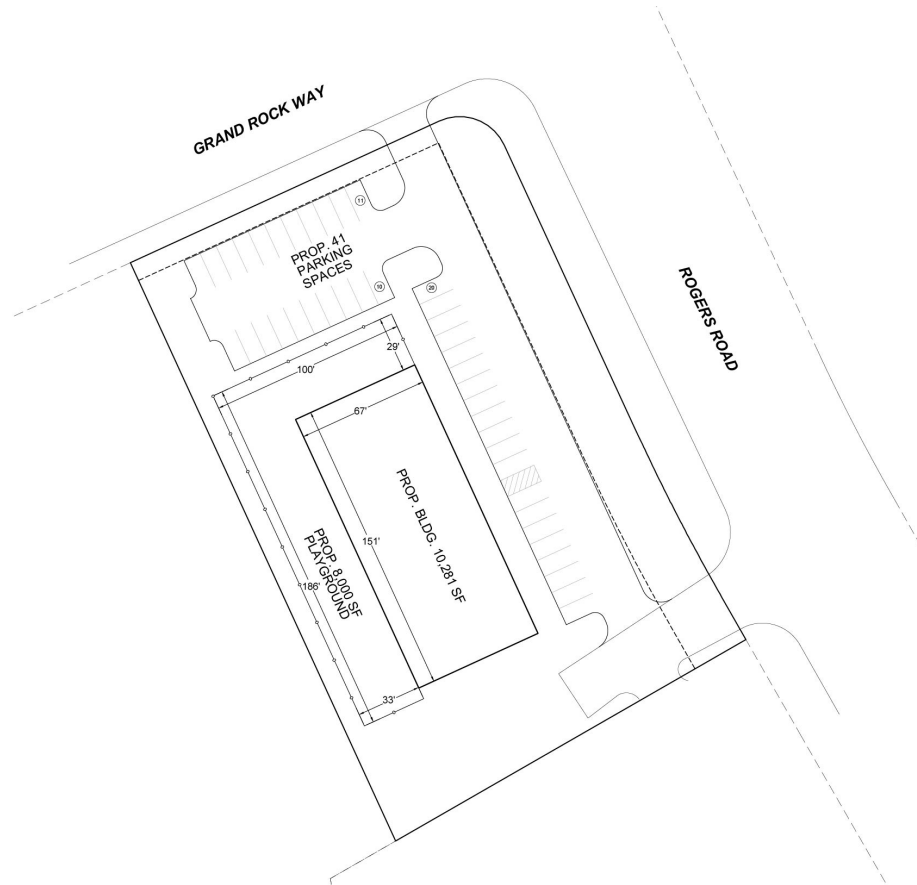 GRAND ROCK WAY
11
PROP. 41
PARKING
SPACES
10
20
ROGERS ROAD
29'
100'
67'
PROP. BLDG. 10,281 SF
151'
PROP. 8,000 SF
PLAYGROUND
186'
33'